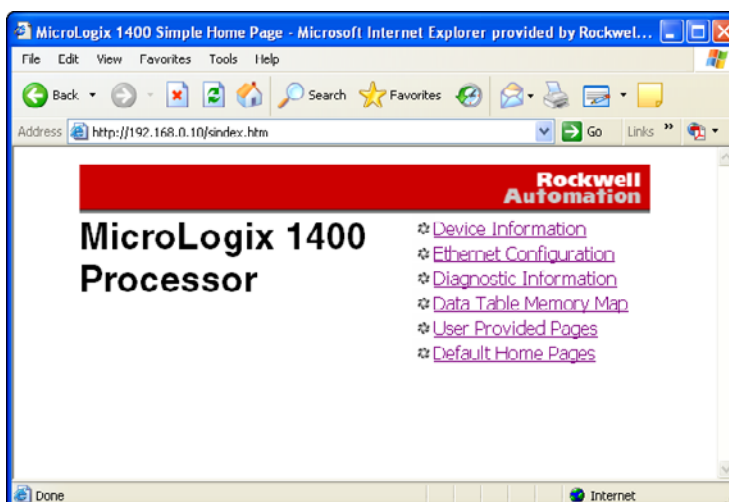 MicroLogix 1400 Simple Home Page - Microsoft Internet Explorer provided by Rockwel...
File Edit View Favorites Tools Help
Back Search Favorites
Address http://192.168.0.10/sindex.htm Go Links »
Rockwell
Automation
MicroLogix 1400
Processor
Device Information
Ethernet Configuration
Diagnostic Information
Data Table Memory Map
User Provided Pages
Default Home Pages
Done Internet